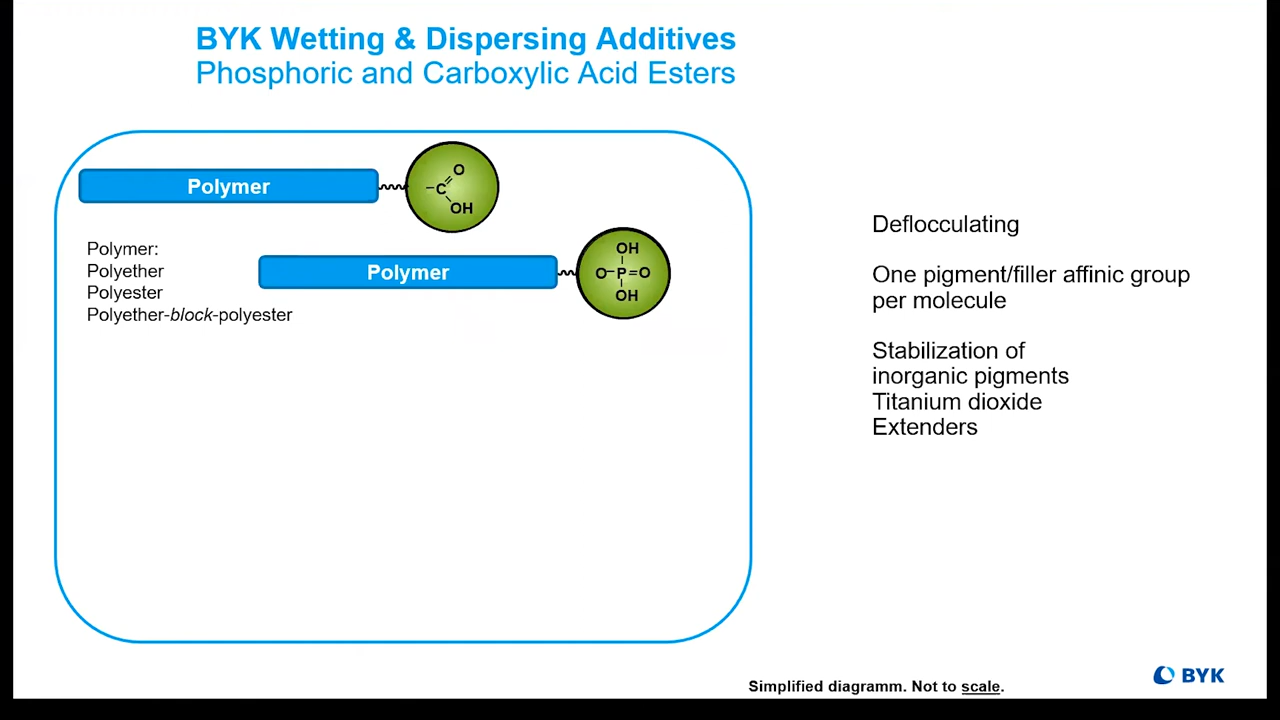 BYK Wetting & Dispersing Additives
Phosphoric and Carboxylic Acid Esters
Polymer
O
C
OH
Polymer:
Polyether
Polyester
Polyether-block-polyester
Polymer
OH
O-P=O
OH
Deflocculating
One pigment/filler affinic group
per molecule
Stabilization of
inorganic pigments
Titanium dioxide
Extenders
Simplified diagramm. Not to scale.
BYK